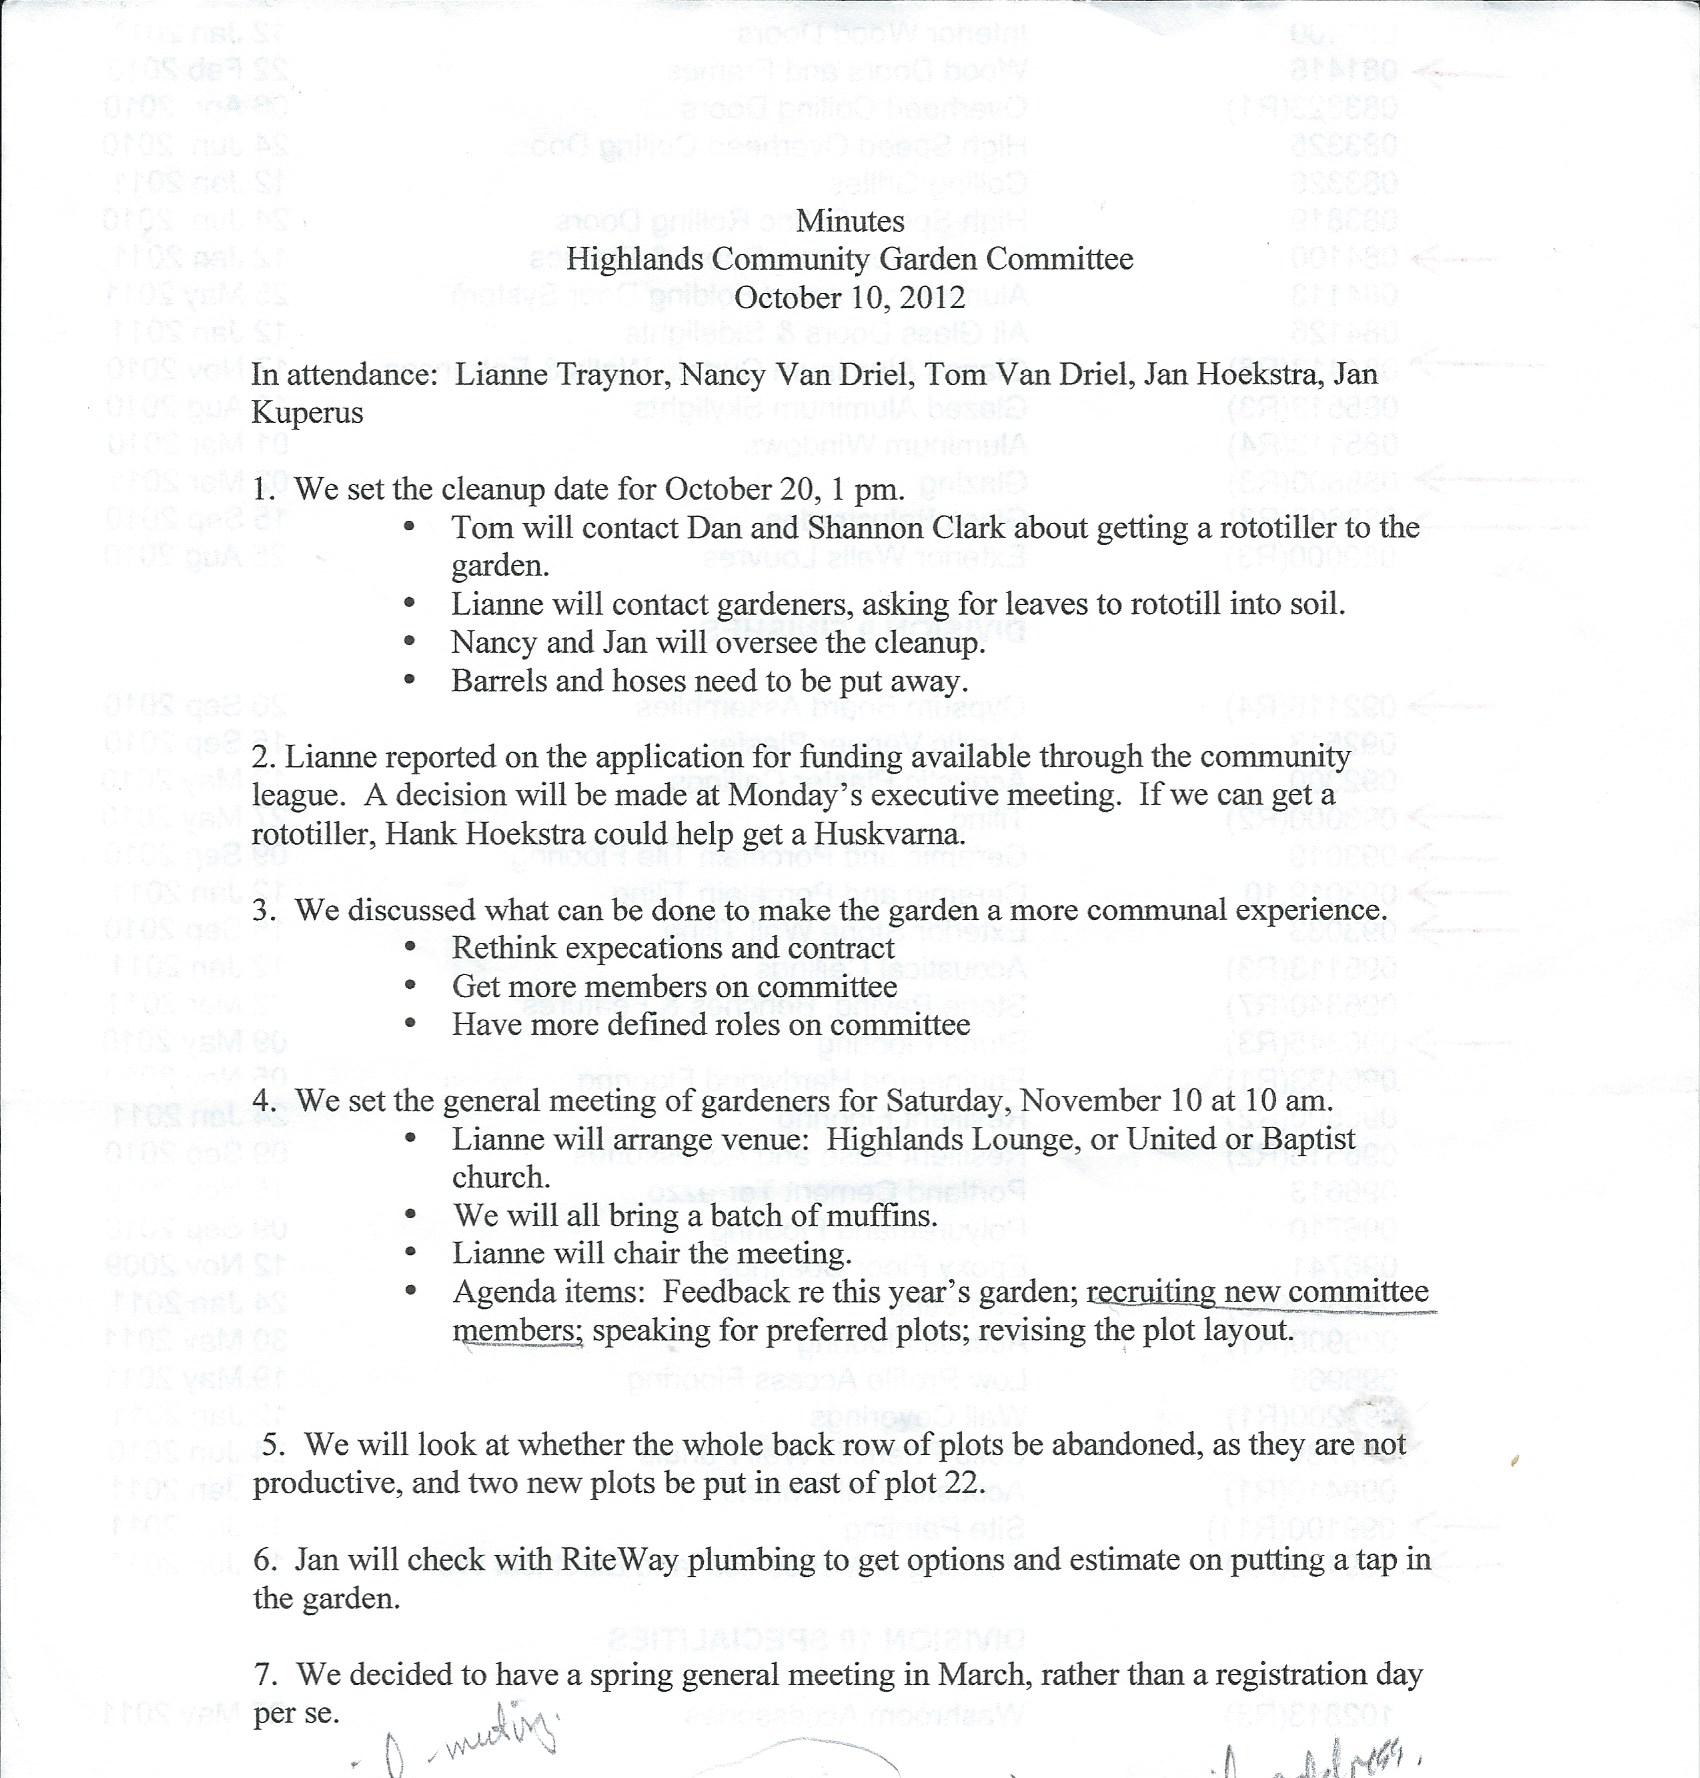 Minutes
Highlands Community Garden Committee
October 10, 2012
In attendance:  Lianne Traynor, Nancy Van Driel, Tom Van Driel, Jan Hoekstra, Jan
Kuperus
1.  We set the cleanup date for October 20, 1 pm.
• Tom will contact Dan and Shannon Clark about getting a rototiller to the
garden.
• Lianne will contact gardeners, asking for leaves to rototill into soil.
• Nancy and Jan will oversee the cleanup.
• Barrels and hoses need to be put away.
2. Lianne reported on the application for funding available through the community
league.  A decision will be made at Monday’s executive meeting.  If we can get a
rototiller, Hank Hoekstra could help get a Huskvarna.
3.  We discussed what can be done to make the garden a more communal experience.
• Rethink expecations and contract
• Get more members on committee
• Have more defined roles on committee
4.  We set the general meeting of gardeners for Saturday, November 10 at 10 am.
• Lianne will arrange venue:  Highlands Lounge, or United or Baptist
church.
• We will all bring a batch of muffins.
• Lianne will chair the meeting.
• Agenda items:  Feedback re this year’s garden; recruiting new committee
members; speaking for preferred plots; revising the plot layout.
5.  We will look at whether the whole back row of plots be abandoned, as they are not
productive, and two new plots be put in east of plot 22.
6.  Jan will check with RiteWay plumbing to get options and estimate on putting a tap in
the garden.
7.  We decided to have a spring general meeting in March, rather than a registration day
per se.
meeting
address.